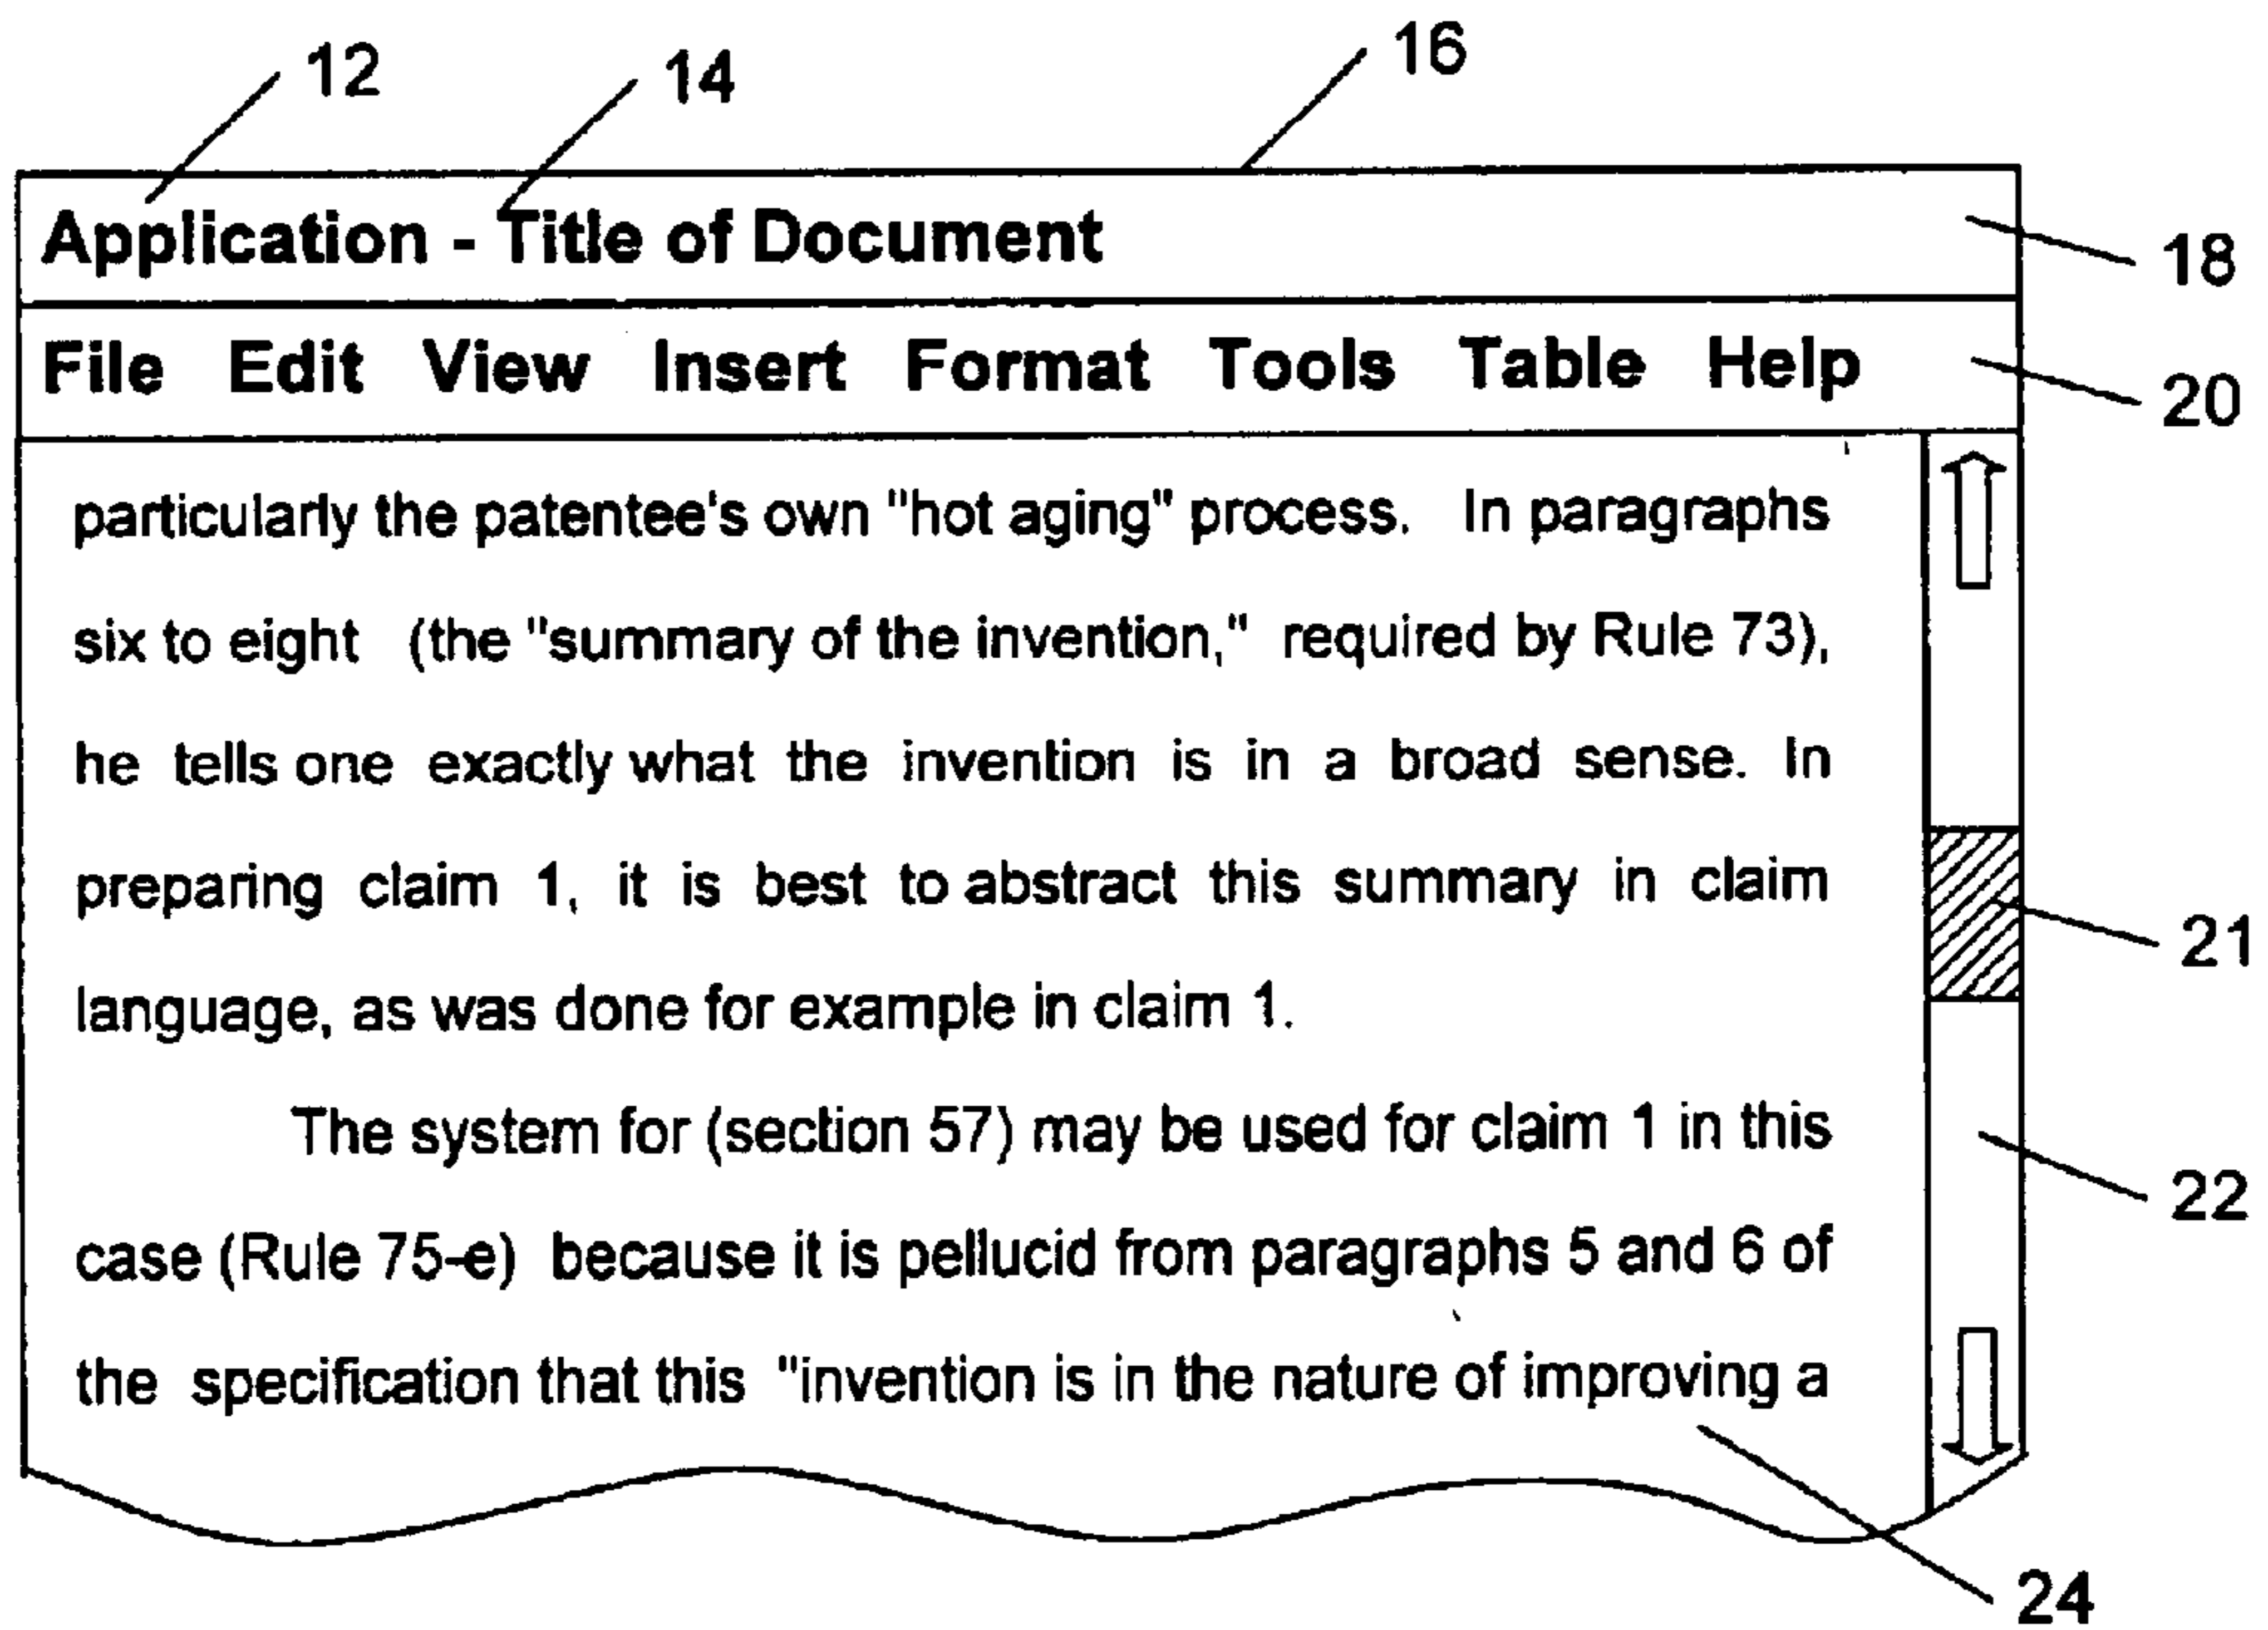 12 14 16
Application - Title of Document
18
File Edit View Insert Format Tools Table Help
20
particularly the patentee's own "hot aging" process. In paragraphs
six to eight (the "summary of the invention," required by Rule 73),
he tells one exactly what the invention is in a broad sense. In
preparing claim 1, it is best to abstract this summary in claim
21
language, as was done for example in claim 1.
The system for (section 57) may be used for claim 1 in this
22
case (Rule 75-e) because it is pellucid from paragraphs 5 and 6 of
the specification that this "invention is in the nature of improving a
24